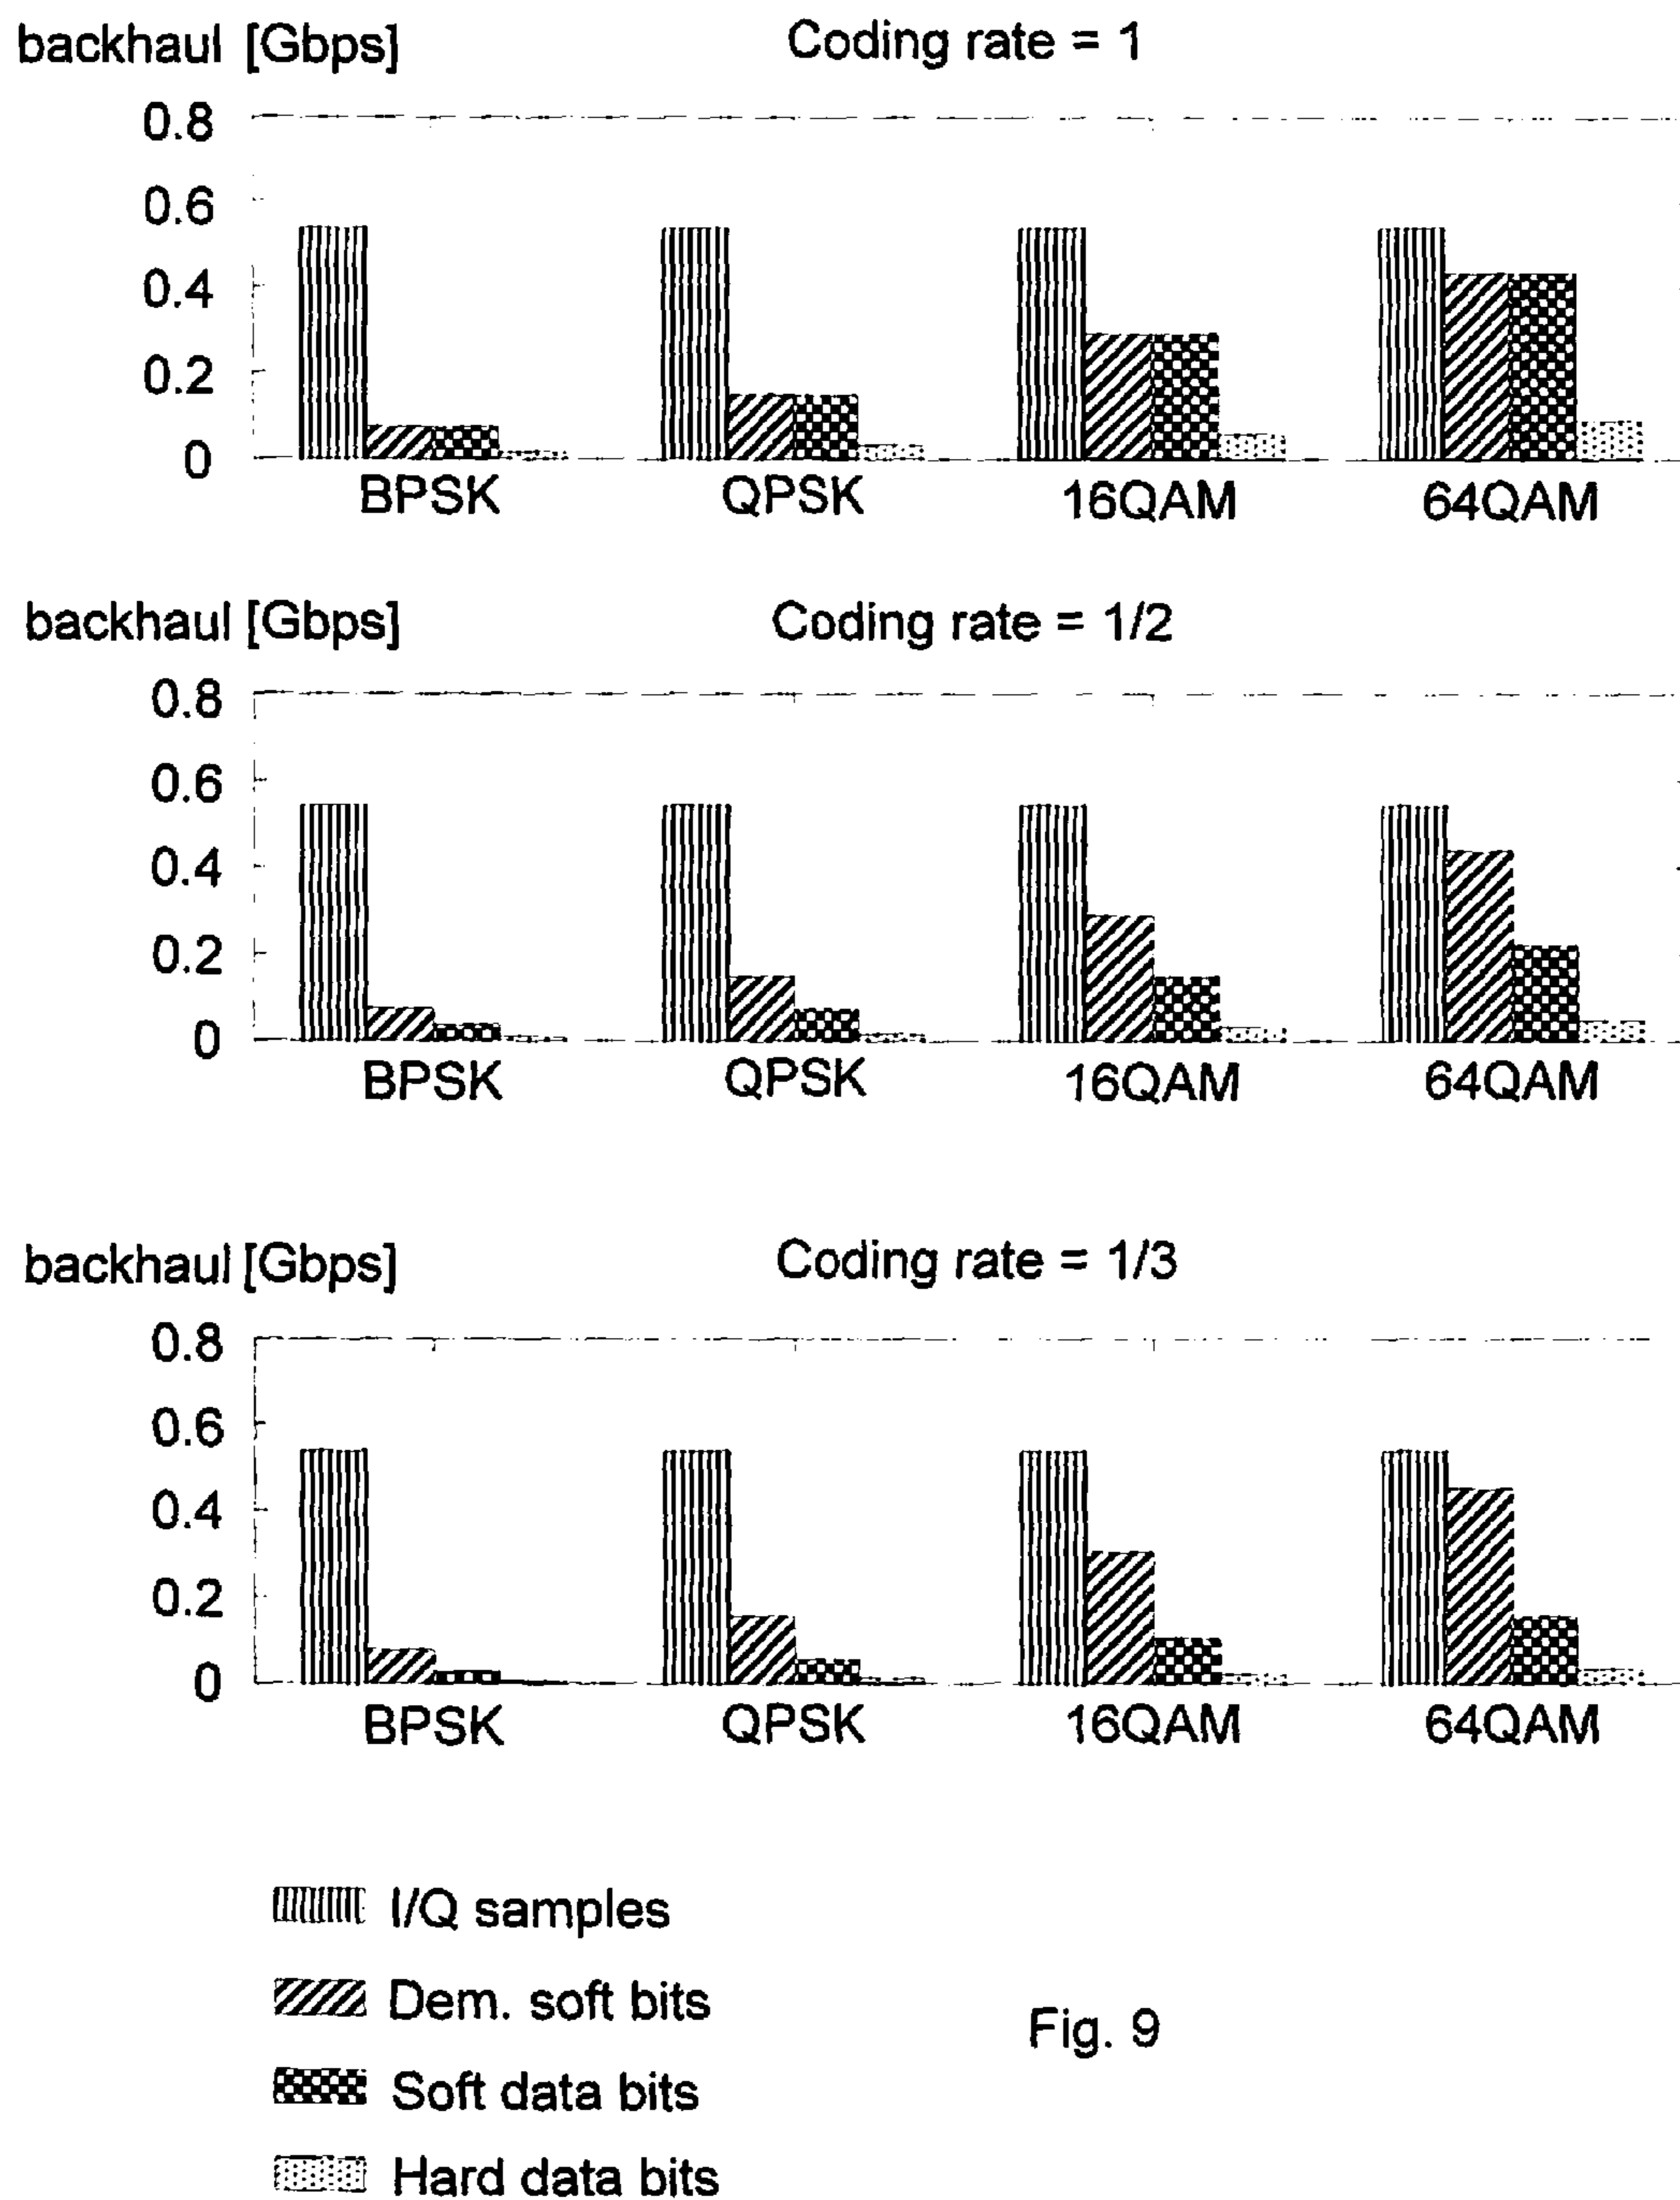 backhaul [Gbps] Coding rate = 1
0.8
0.6
0.4
0.2
0
BPSK QPSK 16QAM 64QAM
backhaul [Gbps] Coding rate = 1/2
0.8
0.6
0.4
0.2
0
BPSK QPSK 16QAM 64QAM
backhaul [Gbps] Coding rate = 1/3
0.8
0.6
0.4
0.2
0
BPSK QPSK 16QAM 64QAM
I/Q samples
Dem. soft bits
Soft data bits
Hard data bits
Fig. 9